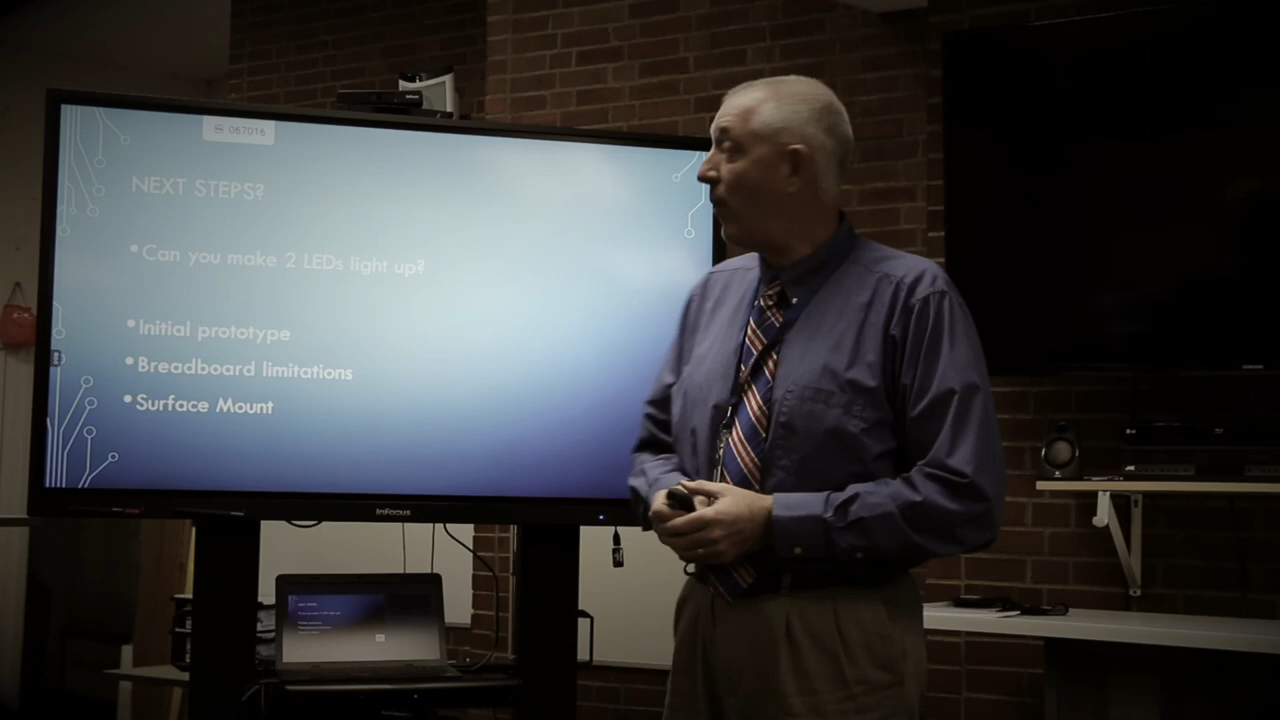 067016
NEXT STEPS?
•Can you make 2 LEDs light up?
•Initial prototype
•Breadboard limitations
•Surface Mount
InFocus